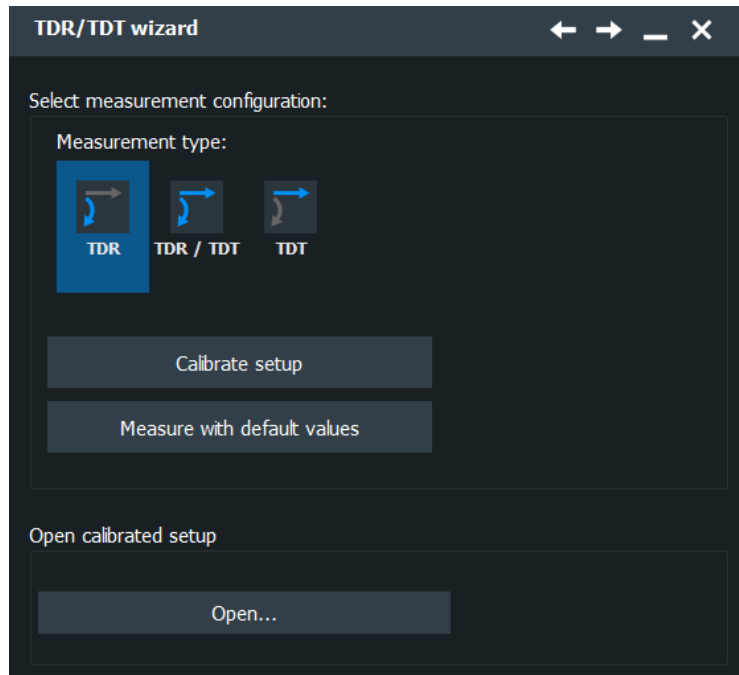 TDR/TDT wizard
Select measurement configuration:
Measurement type:
TDR TDR / TDT TDT
Calibrate setup
Measure with default values
Open calibrated setup
Open...